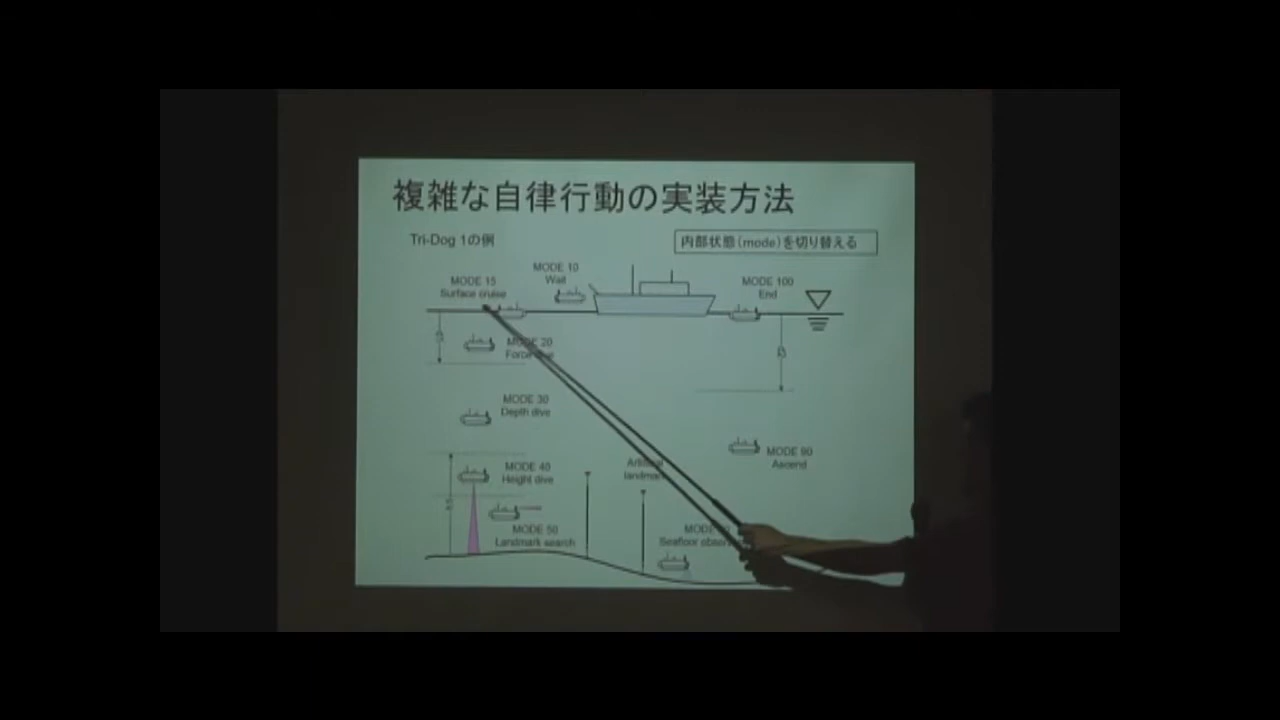 複雑な自律行動の実装方法
Tri-Dog 1の例
内部状態(mode)を切り替える
MODE 10
Wait
MODE 15
Surface cruise
MODE 100
End
MODE 20
Force dive
MODE 30
Depth dive
MODE 40
Height dive
MODE 50
Landmark search
Artificial
landmark
MODE
Seafloor
MODE 90
Ascend